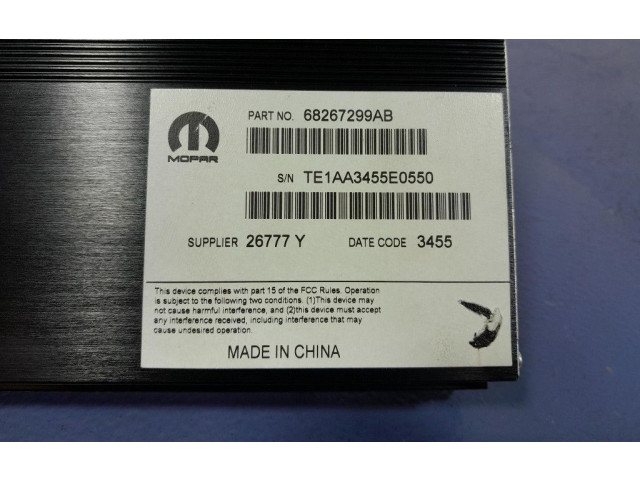 PART NO. 68267299AB
MOPAR
S/N TE1AA3455E0550
SUPPLIER 26777 Y DATE CODE 3455
This device complies with part 15 of the FCC Rules. Operation
is subject to the following two conditions. (1)This device may
not cause harmful interference, and (2)this device must accept
any interference received, including interference that may
cause undesired operation.
MADE IN CHINA